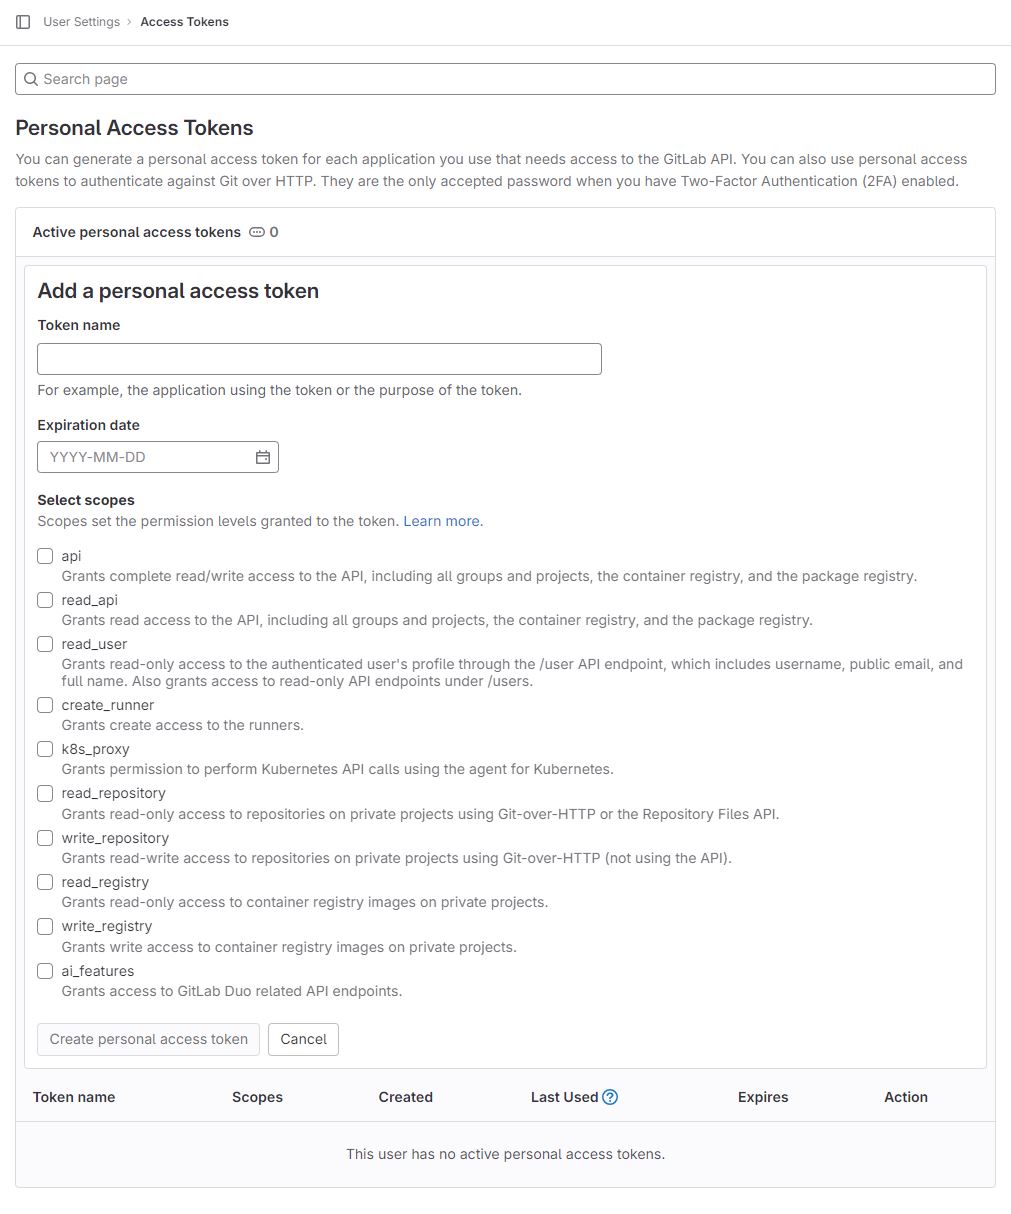 User Settings › Access Tokens
Search page
Personal Access Tokens
You can generate a personal access token for each application you use that needs access to the GitLab API. You can also use personal access
tokens to authenticate against Git over HTTP. They are the only accepted password when you have Two-Factor Authentication (2FA) enabled.
Active personal access tokens 0
Add a personal access token
Token name
For example, the application using the token or the purpose of the token.
Expiration date
YYYY-MM-DD
Select scopes
Scopes set the permission levels granted to the token. Learn more.
api
Grants complete read/write access to the API, including all groups and projects, the container registry, and the package registry.
read_api
Grants read access to the API, including all groups and projects, the container registry, and the package registry.
read_user
Grants read-only access to the authenticated user's profile through the /user API endpoint, which includes username, public email, and
full name. Also grants access to read-only API endpoints under /users.
create_runner
Grants create access to the runners.
k8s_proxy
Grants permission to perform Kubernetes API calls using the agent for Kubernetes.
read_repository
Grants read-only access to repositories on private projects using Git-over-HTTP or the Repository Files API.
write_repository
Grants read-write access to repositories on private projects using Git-over-HTTP (not using the API).
read_registry
Grants read-only access to container registry images on private projects.
write_registry
Grants write access to container registry images on private projects.
ai_features
Grants access to GitLab Duo related API endpoints.
Create personal access token Cancel
Token name Scopes Created Last Used ? Expires Action
This user has no active personal access tokens.